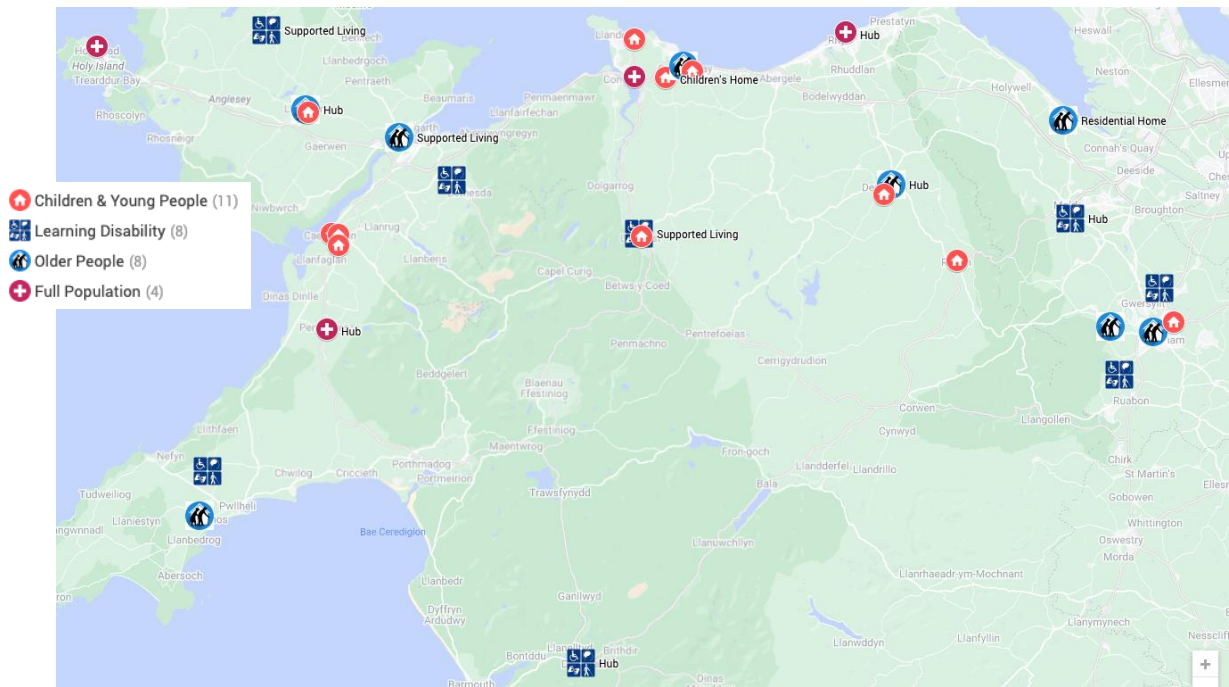 Prestatyn
Heswall
Supported Living
Hub
Holy Island
Trearddur Bay
Llanbedrgoch
Rhuddlan
Neston
Ellesmer
Pentraeth
Children's Home
Abergele
Holywell
Anglesey
Beaumaris
Penmaenmawr
Bodelwyddan
Rhoscolyn
Hub
Llanfairfechan
Residential Home
Rhosneigr
Supported Living
Connah's Quay
Gaerwen
Deeside
Dolgarrog
Hub
Saltney
Children & Young People (11)
Niwbwrch
Broughton
Hub
Learning Disability (8)
Llanrug
Supported Living
Older People (8)
Llanfaglan
Llanberis
Capel Curig
Betws-y-Coed
Full Population (4)
Dinas Dinlle
Gwersyllt
Hub
Pentrefoelas
Penmachno
Cerrigydrudion
Beddgelert
Blaenau
Ffestiniog
Ruabon
Corwen
Llangollen
Llithfaen
Ffestiniog
Cynwyd
Maentwrog
Nefyn
Fron-goch
Chirk
Porthmadog
Llandderfel
Llandrillo
St Martin's
Chwilog
Criccieth
Portmeirion
Bala
Tudweiliog
Trawsfynydd
Gobowen
Pwllheli
Llaniestyn
Whittington
Bae Ceredigion
Llanbedrog
Llanuwchllyn
Oswestry
Morda
Abersoch
Llanbedr
Llanrhaeadr-ym-Mochnant
Ganllwyd
Dyffryn
Ardudwy
Llanymynech
Llanwddyn
Llanfyllin
Bontddu
Brithdir
Hub
Dinas
Barmouth